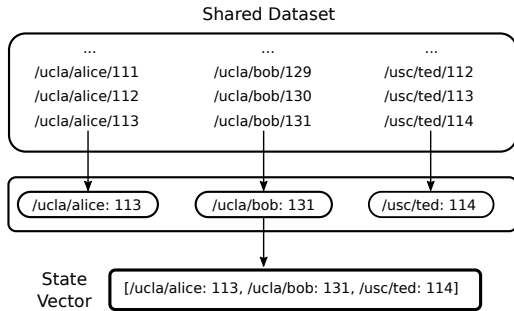 Shared Dataset
... ... ...
/ucla/alice/111 /ucla/bob/129 /usc/ted/112
/ucla/alice/112 /ucla/bob/130 /usc/ted/113
/ucla/alice/113 /ucla/bob/131 /usc/ted/114
/ucla/alice: 113 /ucla/bob: 131 /usc/ted: 114
State
Vector
[/ucla/alice: 113, /ucla/bob: 131, /usc/ted: 114]